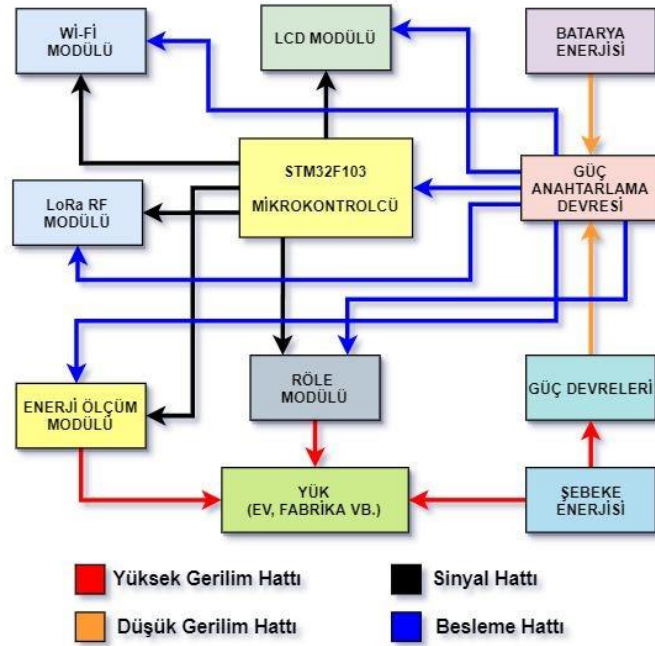 Wİ-Fİ
MODÜLÜ
LCD MODÜLÜ
BATARYA
ENERJİSİ
STM32F103
MİKROKONTROLCÜ
GÜÇ
ANAHTARLAMA
DEVRESİ
LoRa RF
MODÜLÜ
ENERJİ ÖLÇÜM
MODÜLÜ
RÖLE
MODÜLÜ
GÜÇ DEVRELERİ
YÜK
(EV, FABRİKA VB.)
ŞEBEKE
ENERJİSİ
Yüksek Gerilim Hattı
Sinyal Hattı
Düşük Gerilim Hattı
Besleme Hattı